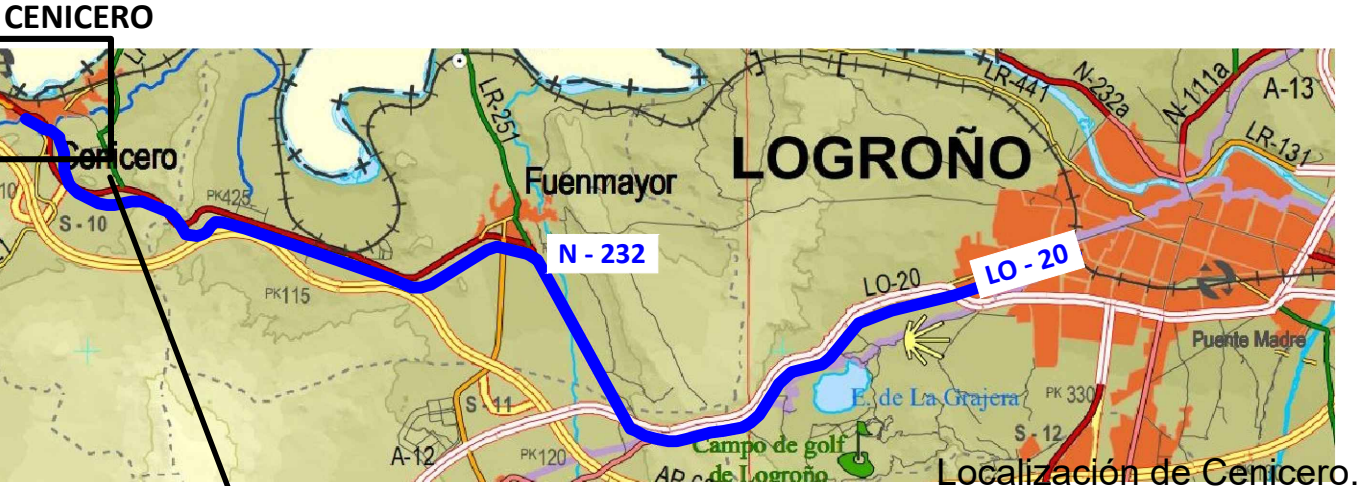 CENICERO
LR-441
N-232a
N-111a
A-13
LR-251
LR-131
LOGROÑO
Cenicero
Fuenmayor
10
PK425
S - 10
N - 232
LO - 20
LO-20
PK115
Puente Madre
E. de La Grajera
PK 330
S - 11
S - 12
Campo de golf
de Logroño
A-12
PK120
Localización de Cenicero.